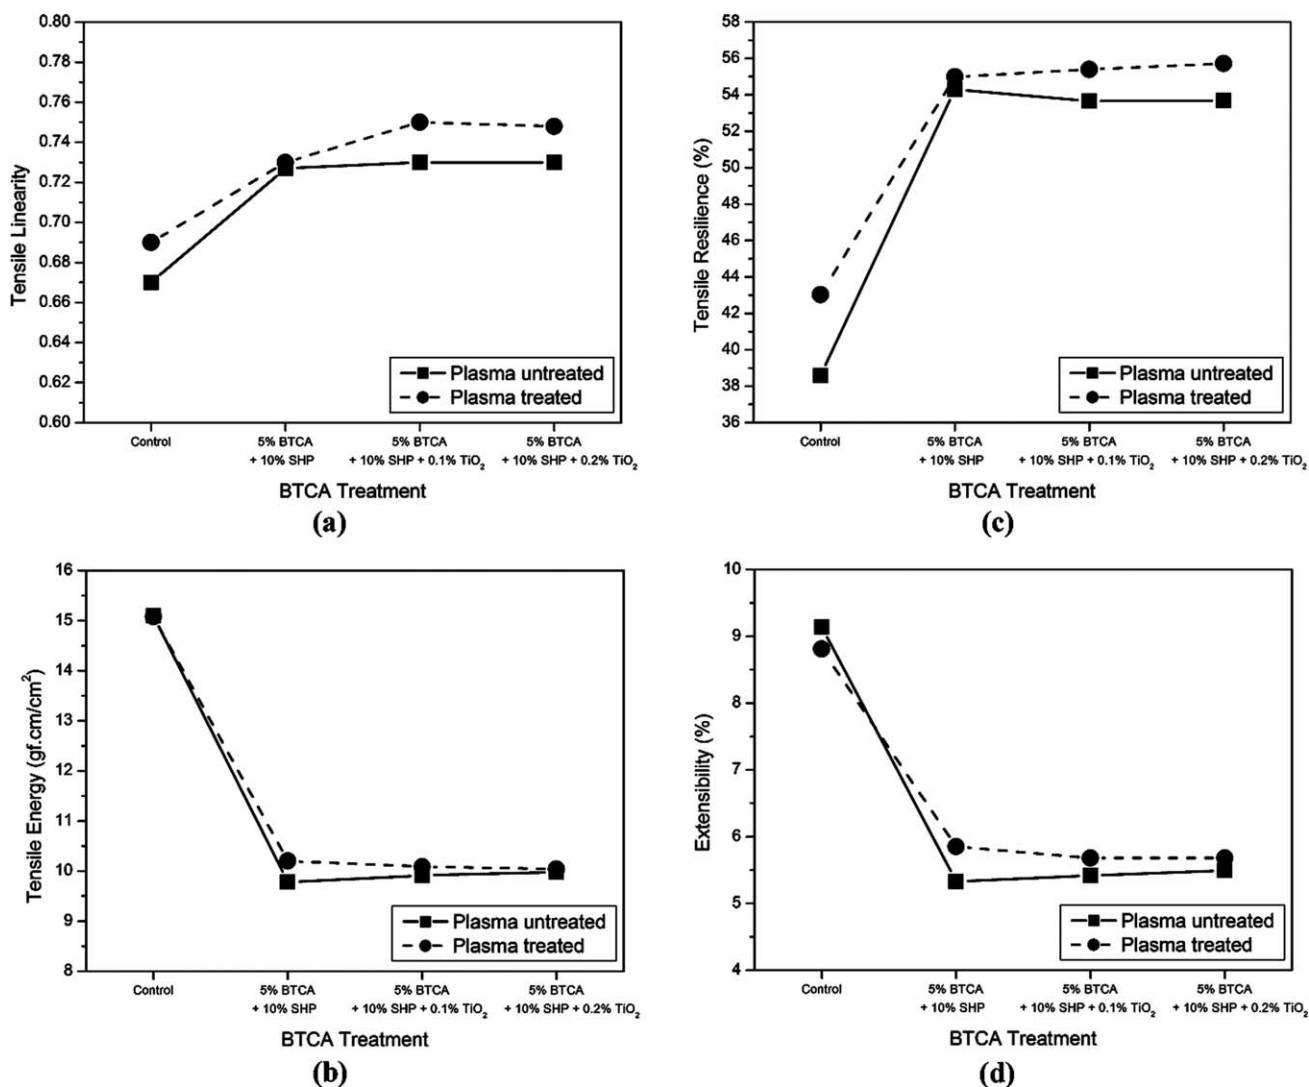 0.80
0.78
0.76
0.74
0.72
0.70
0.68
0.66
0.64
0.62
0.60
Tensile Linearity
Plasma untreated
Plasma treated
Control
5% BTCA
+ 10% SHP
5% BTCA
+ 10% SHP + 0.1% TiO₂
5% BTCA
+ 10% SHP + 0.2% TiO₂
BTCA Treatment
(a)
58
56
54
52
50
48
46
44
42
40
38
36
Tensile Resilience (%)
Plasma untreated
Plasma treated
Control
5% BTCA
+ 10% SHP
5% BTCA
+ 10% SHP + 0.1% TiO₂
5% BTCA
+ 10% SHP + 0.2% TiO₂
BTCA Treatment
(c)
16
15
14
13
12
11
10
9
8
Tensile Energy (gf.cm/cm²)
Plasma untreated
Plasma treated
Control
5% BTCA
+ 10% SHP
5% BTCA
+ 10% SHP + 0.1% TiO₂
5% BTCA
+ 10% SHP + 0.2% TiO₂
BTCA Treatment
(b)
10
9
8
7
6
5
4
Extensibility (%)
Plasma untreated
Plasma treated
Control
5% BTCA
+ 10% SHP
5% BTCA
+ 10% SHP + 0.1% TiO₂
5% BTCA
+ 10% SHP + 0.2% TiO₂
BTCA Treatment
(d)